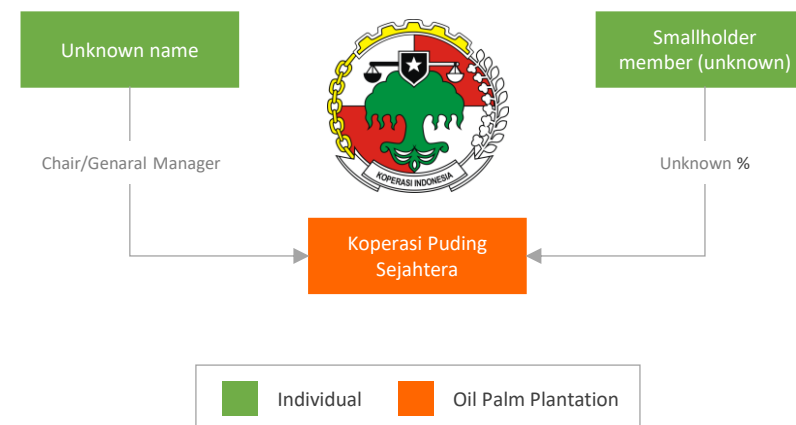 Unknown name
Smallholder
member (unknown)
KOPERASI INDONESIA
Chair/Genaral Manager
Unknown %
Koperasi Puding
Sejahtera
Individual
Oil Palm Plantation